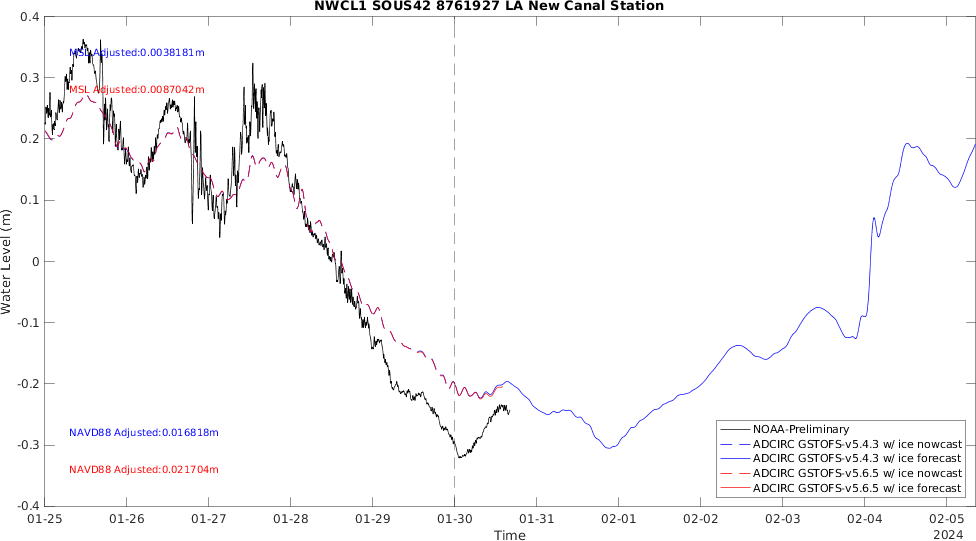 NWCL1 SOUS42 8761927 LA New Canal Station
0.4
0.3
0.2
0.1
0
-0.1
-0.2
-0.3
-0.4
Water Level (m)
MSL Adjusted:0.0038181m
MSL Adjusted:0.0087042m
NAVD88 Adjusted:0.016818m
NAVD88 Adjusted:0.021704m
NOAA-Preliminary
ADCIRC GSTOFS-v5.4.3 w/ ice nowcast
ADCIRC GSTOFS-v5.4.3 w/ ice forecast
ADCIRC GSTOFS-v5.6.5 w/ ice nowcast
ADCIRC GSTOFS-v5.6.5 w/ ice forecast
01-25 01-26 01-27 01-28 01-29 01-30 01-31 02-01 02-02 02-03 02-04 02-05
Time
2024